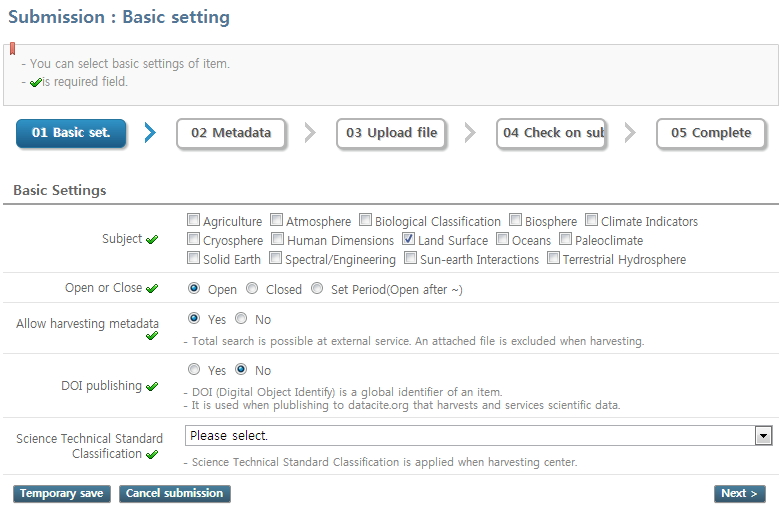 Submission : Basic setting
- You can select basic settings of item.
- is required field.
01 Basic set.
02 Metadata
03 Upload file
04 Check on sub
05 Complete
Basic Settings
Subject
Agriculture Atmosphere Biological Classification Biosphere Climate Indicators
Cryosphere Human Dimensions Land Surface Oceans Paleoclimate
Solid Earth Spectral/Engineering Sun-earth Interactions Terrestrial Hydrosphere
Open or Close
Open Closed Set Period(Open after ~)
Allow harvesting metadata
Yes No
- Total search is possible at external service. An attached file is excluded when harvesting.
DOI publishing
Yes No
- DOI (Digital Object Identify) is a global identifier of an item.
- It is used when plublishing to datacite.org that harvests and services scientific data.
Science Technical Standard
Classification
Please select.
- Science Technical Standard Classification is applied when harvesting center.
Temporary save
Cancel submission
Next >